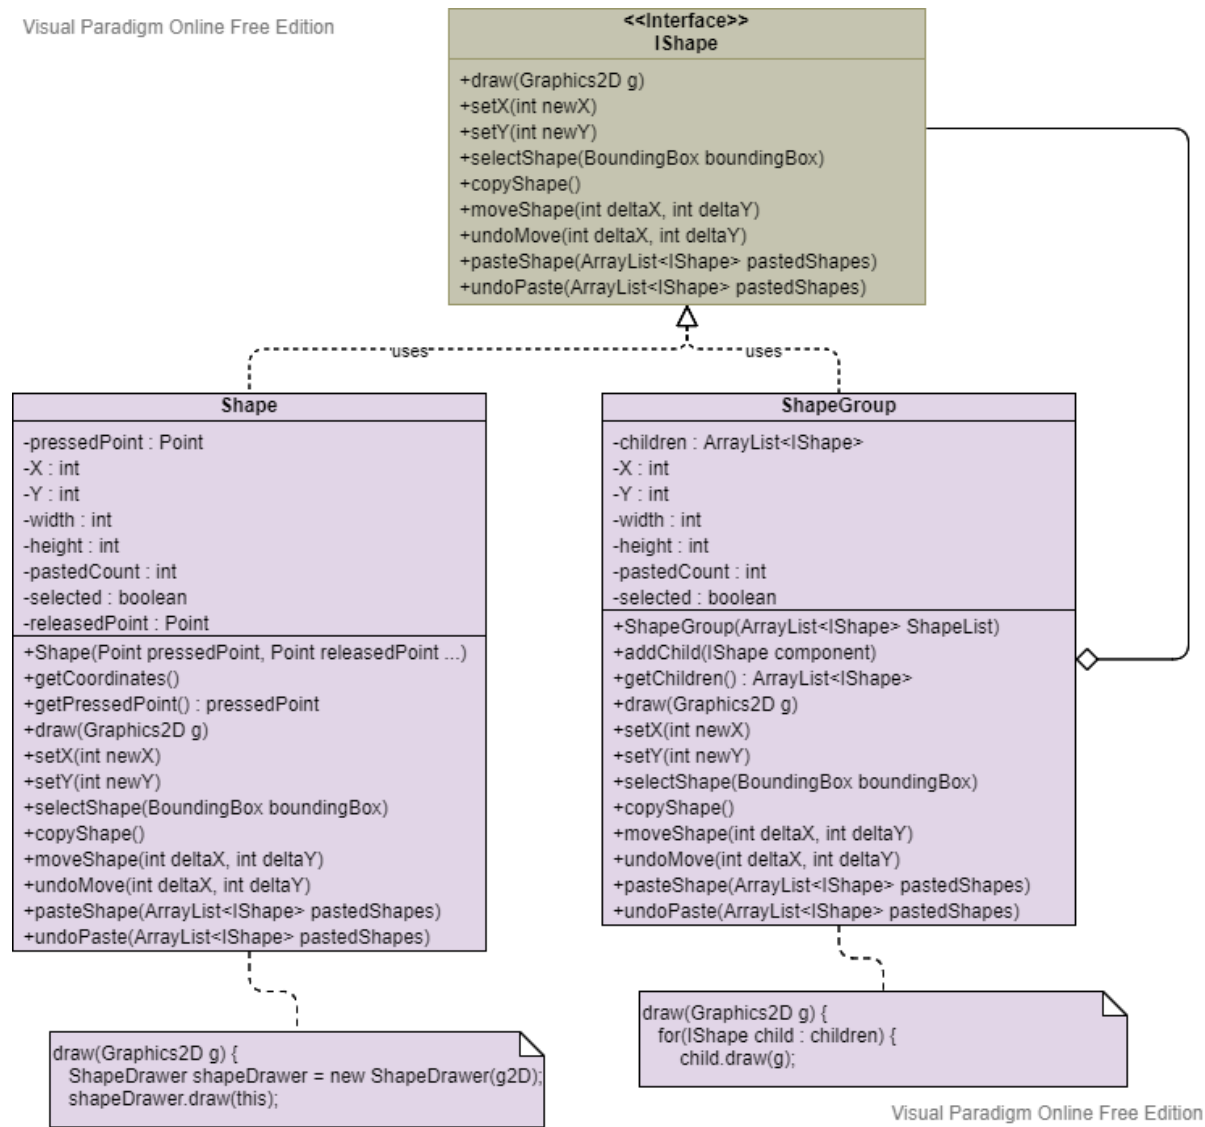 Visual Paradigm Online Free Edition
<<Interface>>
IShape
+draw(Graphics2D g)
+setX(int newX)
+setY(int newY)
+selectShape(BoundingBox boundingBox)
+copyShape()
+moveShape(int deltaX, int deltaY)
+undoMove(int deltaX, int deltaY)
+pasteShape(ArrayList<IShape> pastedShapes)
+undoPaste(ArrayList<IShape> pastedShapes)
uses
uses
Shape
-pressedPoint : Point
-X : int
-Y : int
-width : int
-height : int
-pastedCount : int
-selected : boolean
-releasedPoint : Point
+Shape(Point pressedPoint, Point releasedPoint ...)
+getCoordinates()
+getPressedPoint() : pressedPoint
+draw(Graphics2D g)
+setX(int newX)
+setY(int newY)
+selectShape(BoundingBox boundingBox)
+copyShape()
+moveShape(int deltaX, int deltaY)
+undoMove(int deltaX, int deltaY)
+pasteShape(ArrayList<IShape> pastedShapes)
+undoPaste(ArrayList<IShape> pastedShapes)
ShapeGroup
-children : ArrayList<IShape>
-X : int
-Y : int
-width : int
-height : int
-pastedCount : int
-selected : boolean
+ShapeGroup(ArrayList<IShape> ShapeList)
+addChild(IShape component)
+getChildren() : ArrayList<IShape>
+draw(Graphics2D g)
+setX(int newX)
+setY(int newY)
+selectShape(BoundingBox boundingBox)
+copyShape()
+moveShape(int deltaX, int deltaY)
+undoMove(int deltaX, int deltaY)
+pasteShape(ArrayList<IShape> pastedShapes)
+undoPaste(ArrayList<IShape> pastedShapes)
draw(Graphics2D g) {
ShapeDrawer shapeDrawer = new ShapeDrawer(g2D);
shapeDrawer.draw(this);
draw(Graphics2D g) {
for(IShape child : children) {
child.draw(g);
Visual Paradigm Online Free Edition